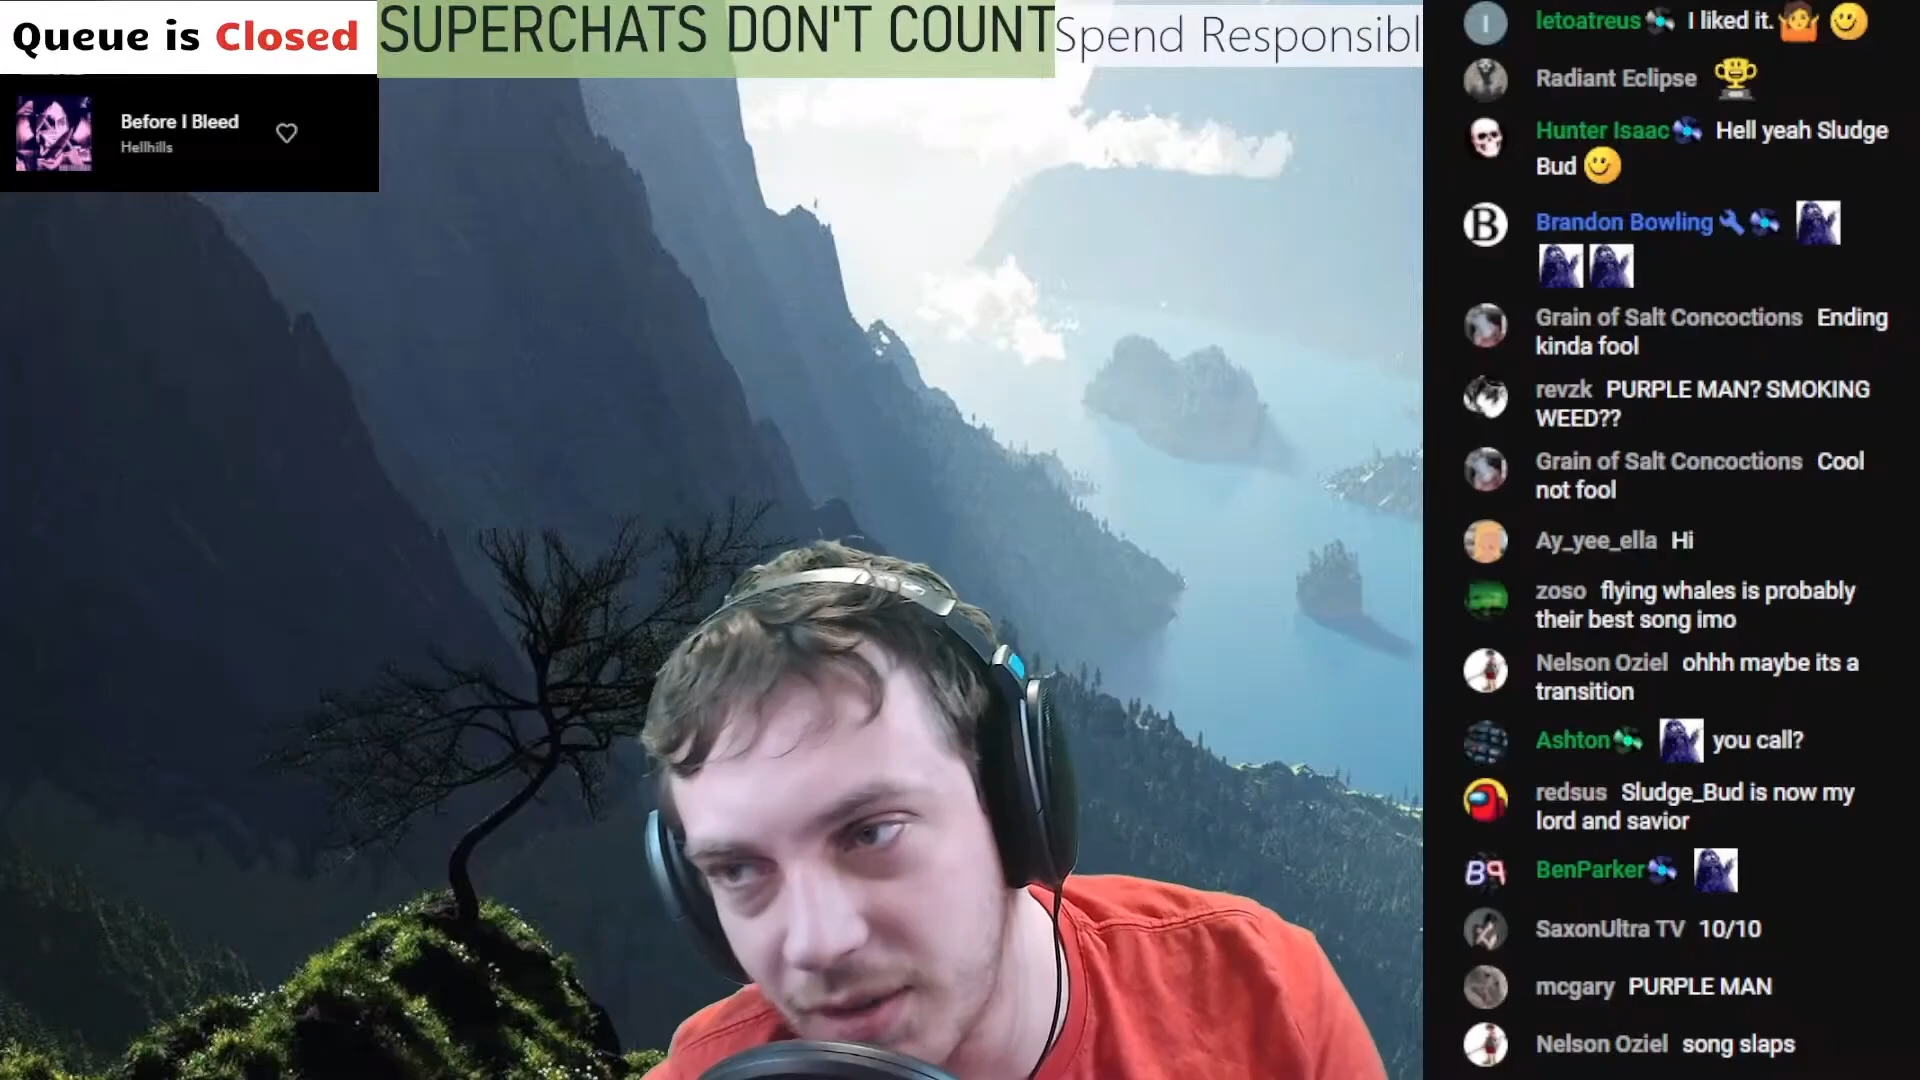 Queue is Closed
SUPERCHATS DON'T COUNT
Spend Responsibl
Before I Bleed
Hellhills
letoatreus I liked it.
Radiant Eclipse
Hunter Isaac Hell yeah Sludge
Bud
Brandon Bowling
Grain of Salt Concoctions Ending
kinda fool
revzk PURPLE MAN? SMOKING
WEED??
Grain of Salt Concoctions Cool
not fool
Ay_yee_ella Hi
zoso flying whales is probably
their best song imo
Nelson Oziel ohhh maybe its a
transition
Ashton you call?
redsus Sludge_Bud is now my
lord and savior
BenParker
SaxonUltra TV 10/10
mcgary PURPLE MAN
Nelson Oziel song slaps